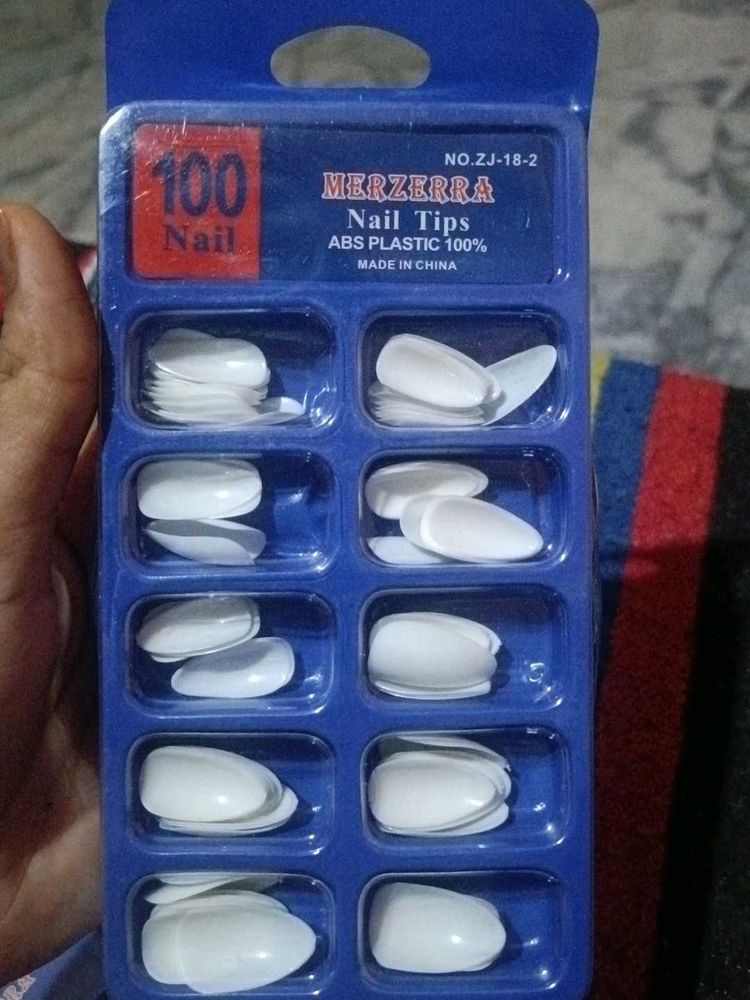 100
Nail
NO.ZJ-18-2
MERZERRA
Nail Tips
ABS PLASTIC 100%
MADE IN CHINA